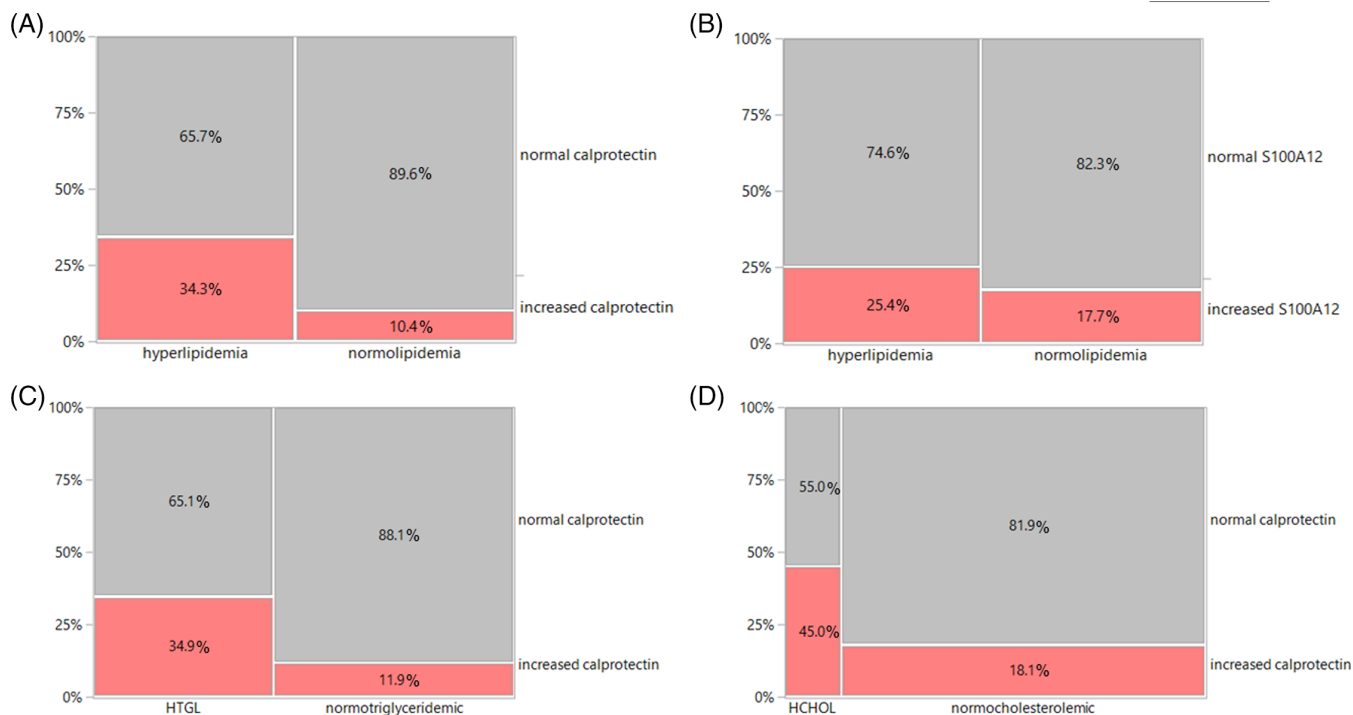 (A)
100%
75%
50%
25%
0%
65.7%
89.6%
34.3%
10.4%
normal calprotectin
increased calprotectin
hyperlipidemia
normolipidemia
(B)
100%
75%
50%
25%
0%
74.6%
82.3%
25.4%
17.7%
normal S100A12
increased S100A12
hyperlipidemia
normolipidemia
(C)
100%
75%
50%
25%
0%
65.1%
88.1%
34.9%
11.9%
normal calprotectin
increased calprotectin
HTGL
normotriglyceridemic
(D)
100%
75%
50%
25%
0%
55.0%
81.9%
45.0%
18.1%
normal calprotectin
increased calprotectin
HCHOL
normocholesterolemic